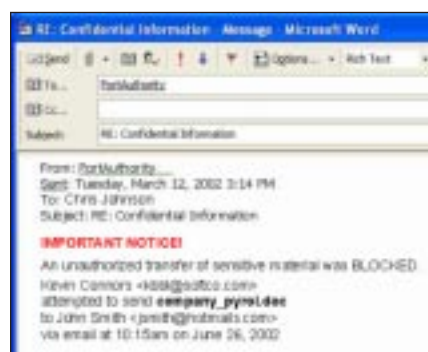 RE: Confidential Information - Message - Microsoft Word
Send Options... Rich Text
To... PortAuthority
Cc...
Subject: RE: Confidential Information
From: PortAuthority
Sent: Tuesday, March 12, 2002 3:14 PM
To: Chris Johnson
Subject: RE: Confidential Information
IMPORTANT NOTICE!
An unauthorized transfer of sensitive material was BLOCKED
Kevin Connors
attempted to send company_pyrol.doc
to John Smith <jsmith@hotmails.com>
via email at 10:15am on June 26, 2002